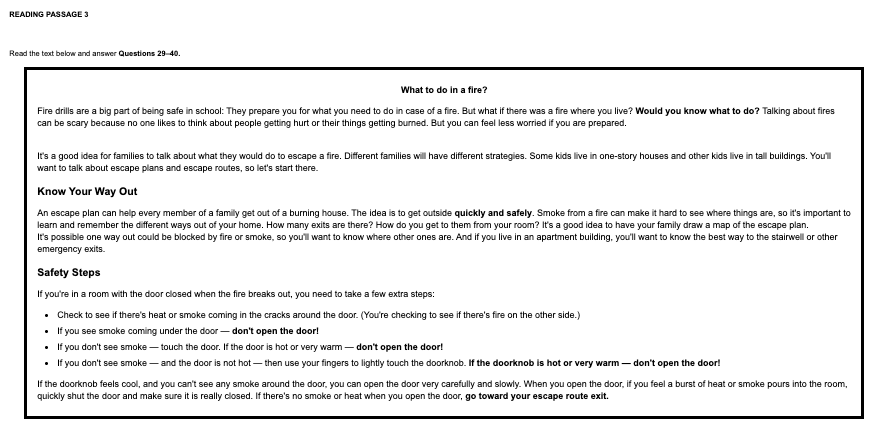 READING PASSAGE 3
Read the text below and answer Questions 29–40.
What to do in a fire?
Fire drills are a big part of being safe in school: They prepare you for what you need to do in case of a fire. But what if there was a fire where you live? Would you know what to do? Talking about fires
can be scary because no one likes to think about people getting hurt or their things getting burned. But you can feel less worried if you are prepared.
It's a good idea for families to talk about what they would do to escape a fire. Different families will have different strategies. Some kids live in one-story houses and other kids live in tall buildings. You'll
want to talk about escape plans and escape routes, so let's start there.
Know Your Way Out
An escape plan can help every member of a family get out of a burning house. The idea is to get outside quickly and safely. Smoke from a fire can make it hard to see where things are, so it's important to
learn and remember the different ways out of your home. How many exits are there? How do you get to them from your room? It's a good idea to have your family draw a map of the escape plan.
It's possible one way out could be blocked by fire or smoke, so you'll want to know where other ones are. And if you live in an apartment building, you'll want to know the best way to the stairwell or other
emergency exits.
Safety Steps
If you're in a room with the door closed when the fire breaks out, you need to take a few extra steps:
• Check to see if there's heat or smoke coming in the cracks around the door. (You're checking to see if there's fire on the other side.)
• If you see smoke coming under the door — don't open the door!
• If you don't see smoke — touch the door. If the door is hot or very warm — don't open the door!
• If you don't see smoke — and the door is not hot — then use your fingers to lightly touch the doorknob. If the doorknob is hot or very warm — don't open the door!
If the doorknob feels cool, and you can't see any smoke around the door, you can open the door very carefully and slowly. When you open the door, if you feel a burst of heat or smoke pours into the room,
quickly shut the door and make sure it is really closed. If there's no smoke or heat when you open the door, go toward your escape route exit.